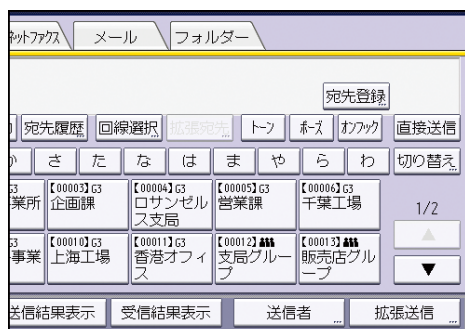 ネットファクス メール フォルダー
宛先登録
宛先履歴 回線選択 拡張宛先 トーン ポーズ オンフック 直接送信
か さ た な は ま や ら わ 切り替え
G3 【00003】G3 【00004】G3 【00005】G3 【00006】G3
業所 企画課 ロサンゼルス支局 営業課 千葉工場 1/2
G3 【00010】G3 【00011】G3 【00012】 【00013】
事業 上海工場 香港オフィス 支局グループ 販売店グループ
送信結果表示 受信結果表示 送信者 拡張送信